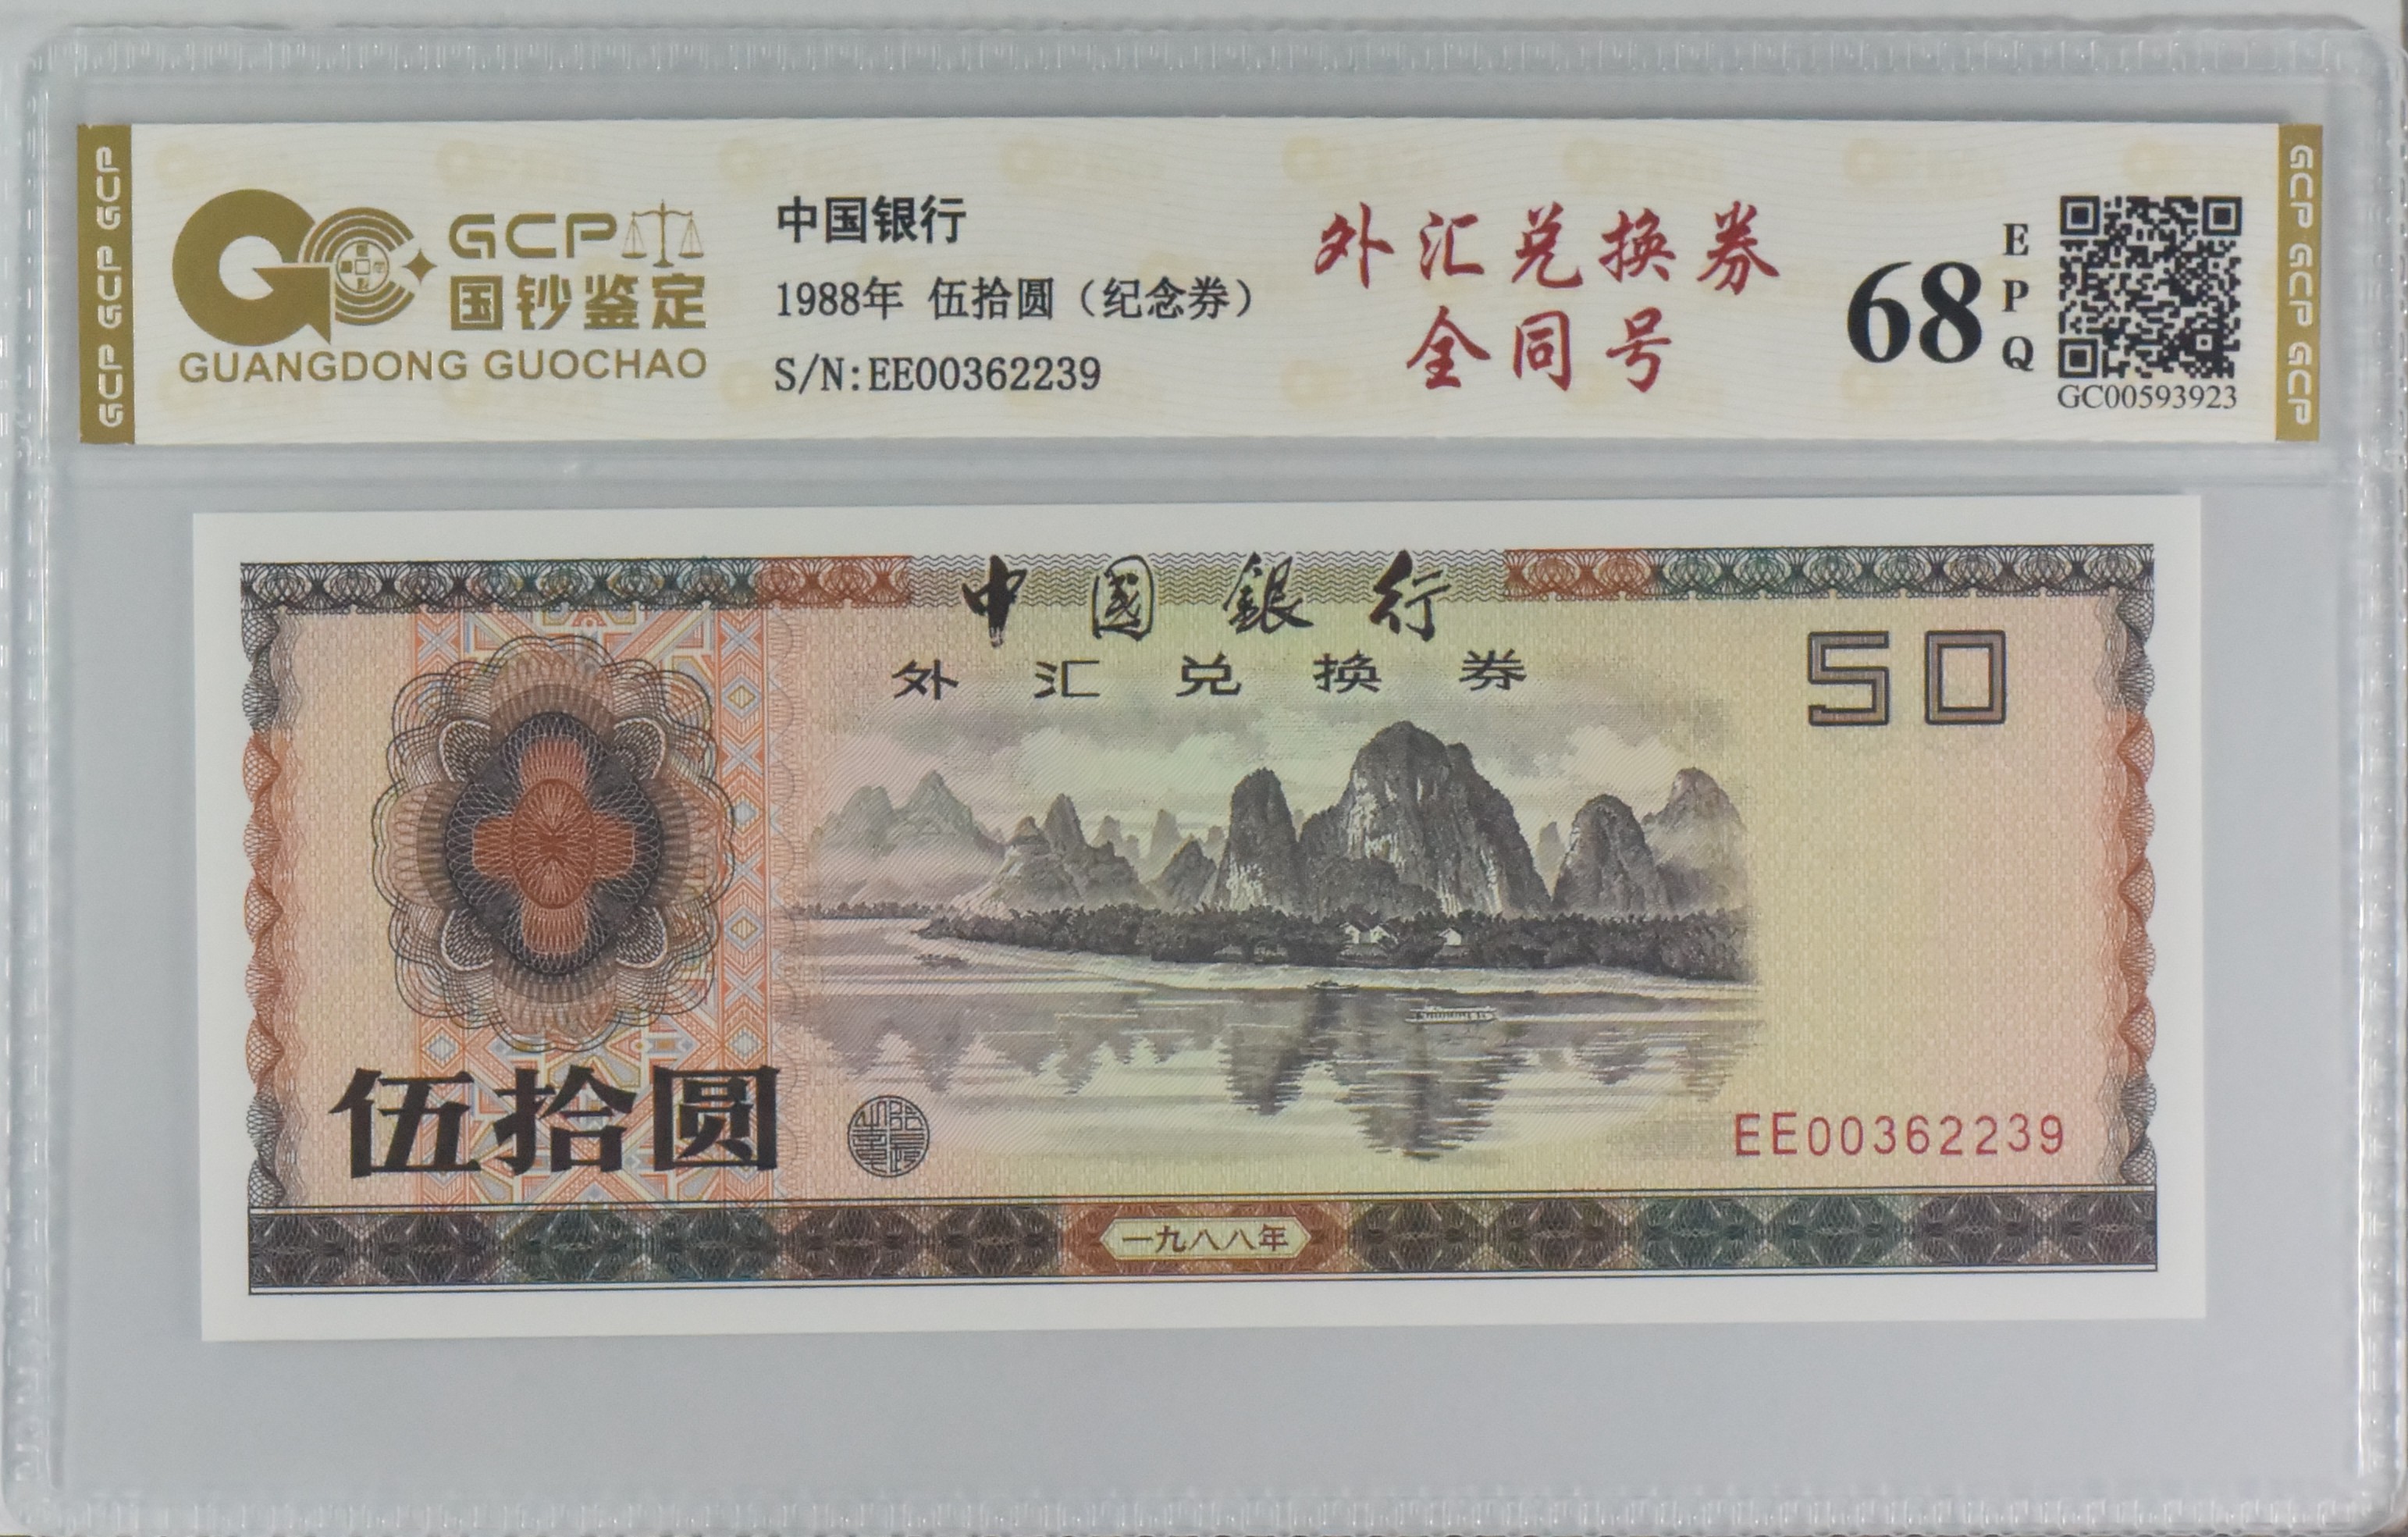 GCP
国钞鉴定
GUANGDONG GUOCHAO
中国银行
1988年 伍拾圆（纪念券）
S/N:EE00362239
外汇兑换券
全同号
68
E
P
Q
GC00593923
GCP GCP GCP
GCP GCP GCP
中國銀行
外汇兑换券
50
伍拾圆
EE00362239
一九八八年